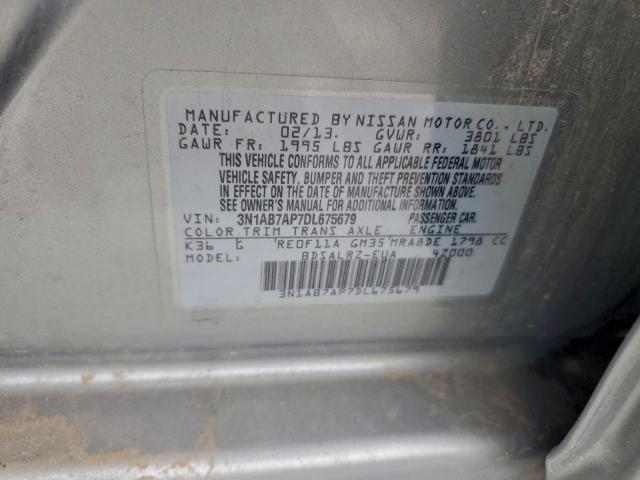 MANUFACTURED BY NISSAN MOTOR CO., LTD.
DATE: 02/13. GVWR: 3801 LBS
GAWR FR: 1995 LBS GAWR RR: 1841 LBS
THIS VEHICLE CONFORMS TO ALL APPLICABLE FEDERAL MOTOR
VEHICLE SAFETY, BUMPER AND THEFT PREVENTION STANDARDS
IN EFFECT ON THE DATE OF MANUFACTURE SHOWN ABOVE.
SEE OWNER'S MANUAL FOR ADDITIONAL INFORMATION.
VIN: 3N1AB7AP7DL675679 PASSENGER CAR.
COLOR TRIM TRANS AXLE ENGINE
K36 G RE0F11A GM35 MRA8DE 1798 CC
BDSALRZ-EUA 4Z000
3N1AB7AP7DL675679